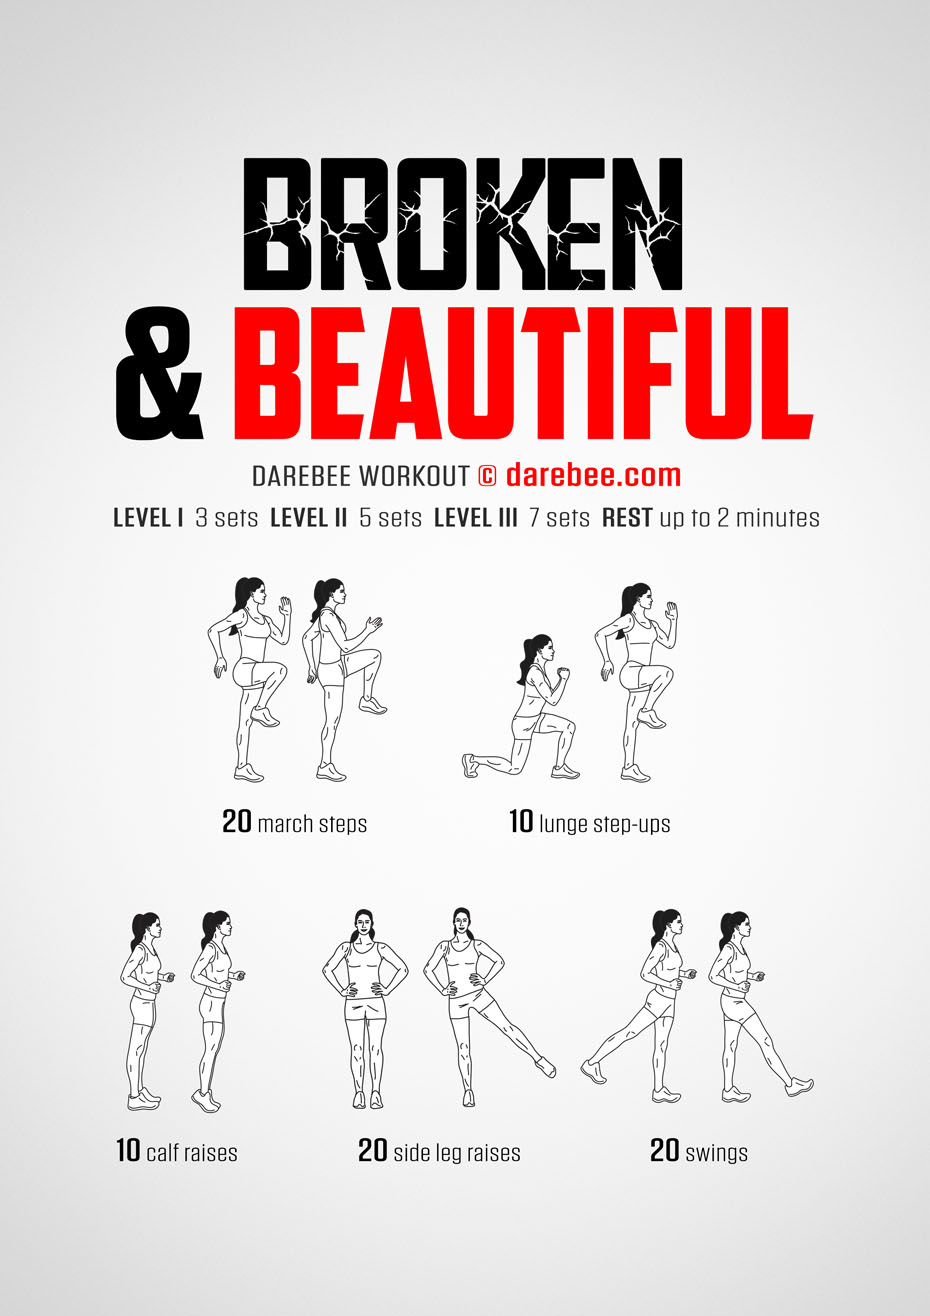 BROKEN
& BEAUTIFUL
DAREBEE WORKOUT © darebee.com
LEVEL I 3 sets LEVEL II 5 sets LEVEL III 7 sets REST up to 2 minutes
20 march steps
10 lunge step-ups
10 calf raises
20 side leg raises
20 swings